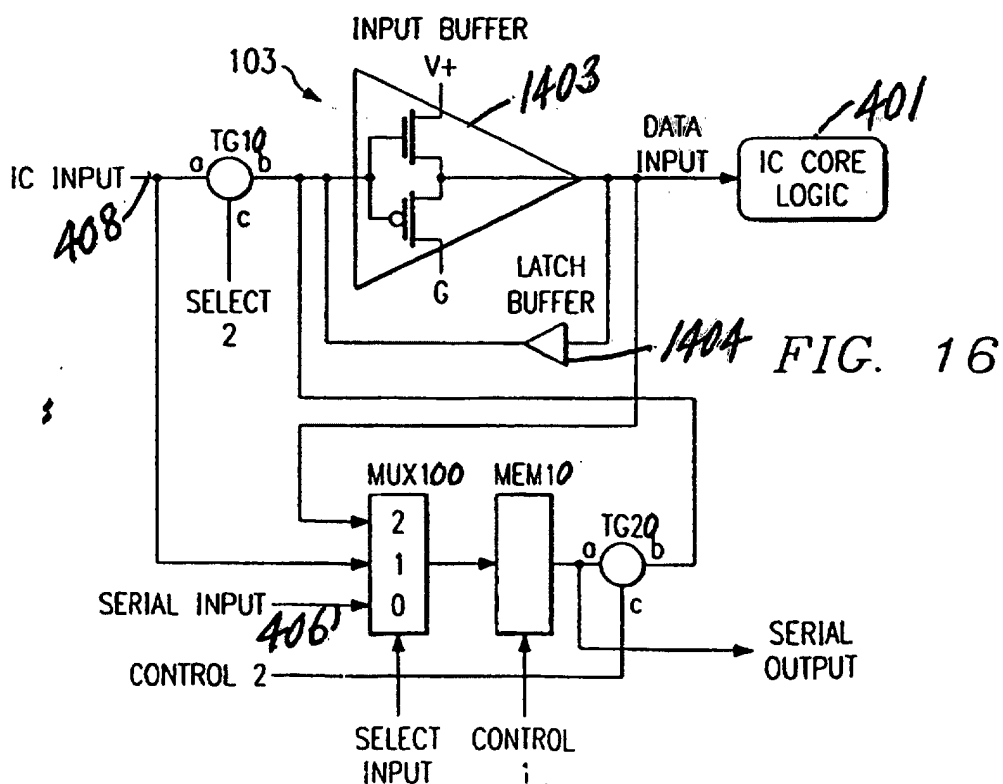 INPUT BUFFER
V+
103
1403
401
TG10
a b
c
IC INPUT
408
SELECT
2
DATA
INPUT
IC CORE
LOGIC
G
LATCH
BUFFER
1404
FIG. 16
MUX100
MEM10
2
1
0
TG20
a b
c
SERIAL INPUT
406
CONTROL 2
SERIAL
OUTPUT
SELECT
INPUT
CONTROL
1